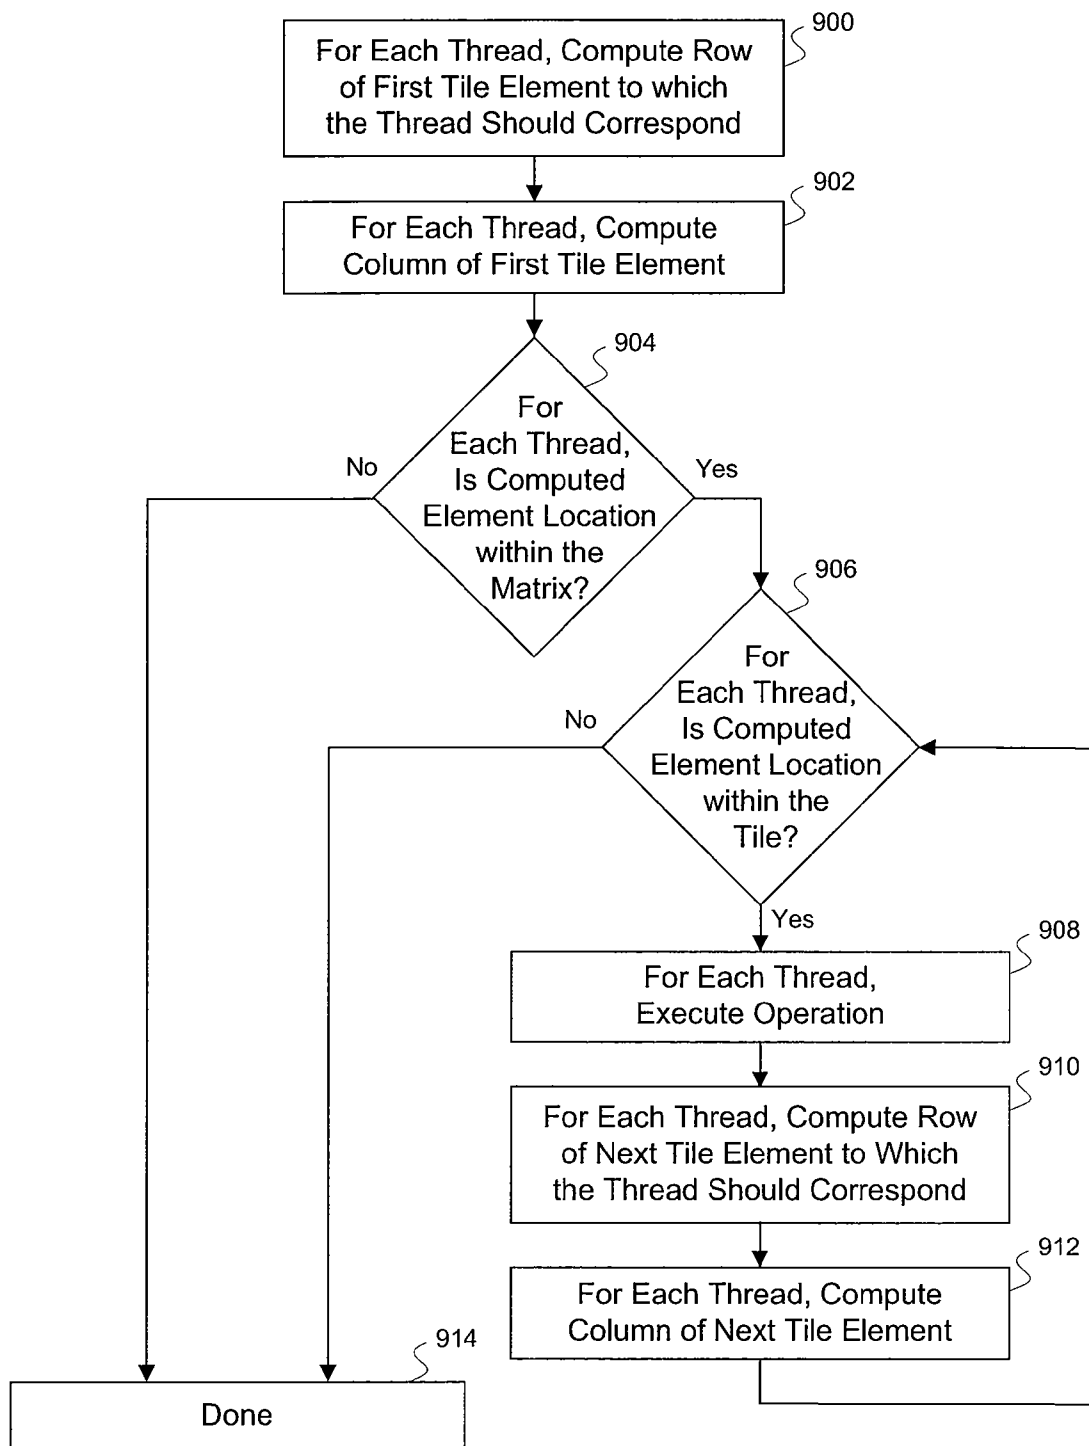 900
For Each Thread, Compute Row
of First Tile Element to which
the Thread Should Correspond
902
For Each Thread, Compute
Column of First Tile Element
904
For
Each Thread,
Is Computed
Element Location
within the
Matrix?
No
Yes
906
For
Each Thread,
Is Computed
Element Location
within the
Tile?
No
Yes
908
For Each Thread,
Execute Operation
910
For Each Thread, Compute Row
of Next Tile Element to Which
the Thread Should Correspond
912
For Each Thread, Compute
Column of Next Tile Element
914
Done